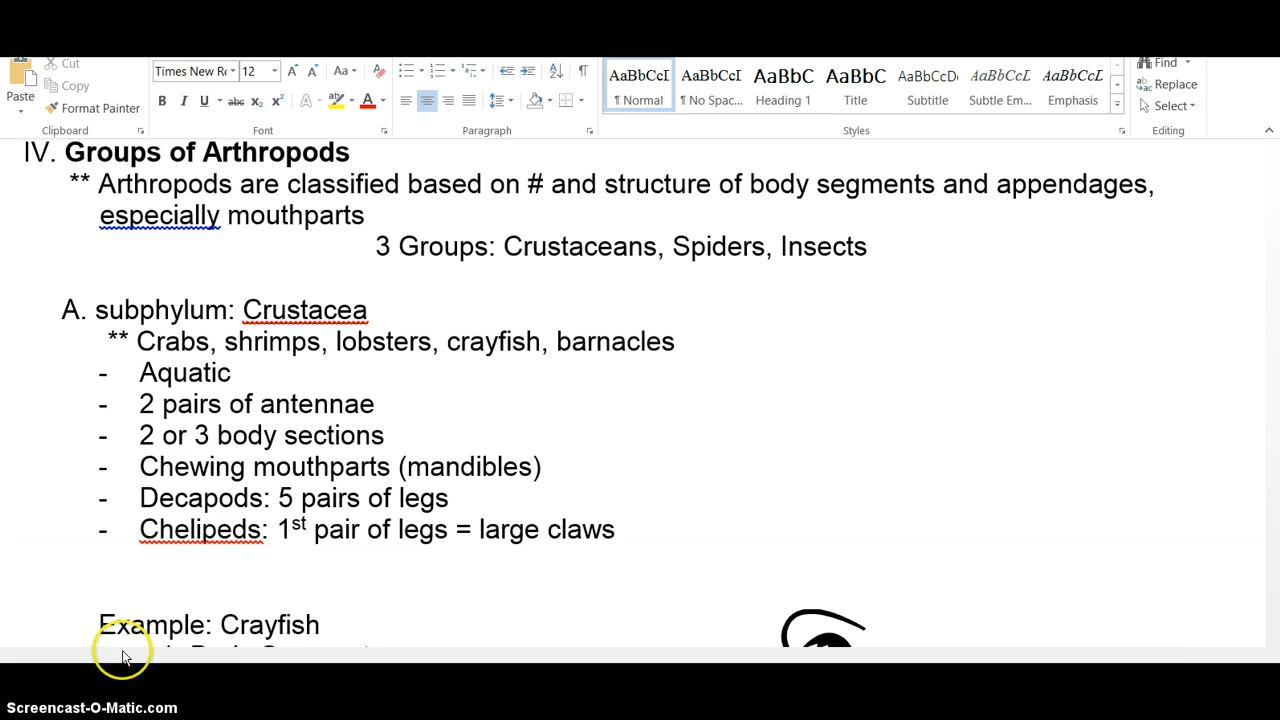 Cut
Copy
Paste
Format Painter
Clipboard
Times New Ro
12
Aa
B I U abc x₂ x² A A
Font
Paragraph
AaBbCcI AaBbCcI AaBbC AaBbC AaBbCcD AaBbCcL AaBbCcL
¶ Normal ¶ No Spac... Heading 1 Title Subtitle Subtle Em... Emphasis
Styles
Find
Replace
Select
Editing
IV. Groups of Arthropods
** Arthropods are classified based on # and structure of body segments and appendages,
especially mouthparts
3 Groups: Crustaceans, Spiders, Insects
A. subphylum: Crustacea
** Crabs, shrimps, lobsters, crayfish, barnacles
- Aquatic
- 2 pairs of antennae
- 2 or 3 body sections
- Chewing mouthparts (mandibles)
- Decapods: 5 pairs of legs
- Chelipeds: 1st pair of legs = large claws
Example: Crayfish
Screencast-O-Matic.com